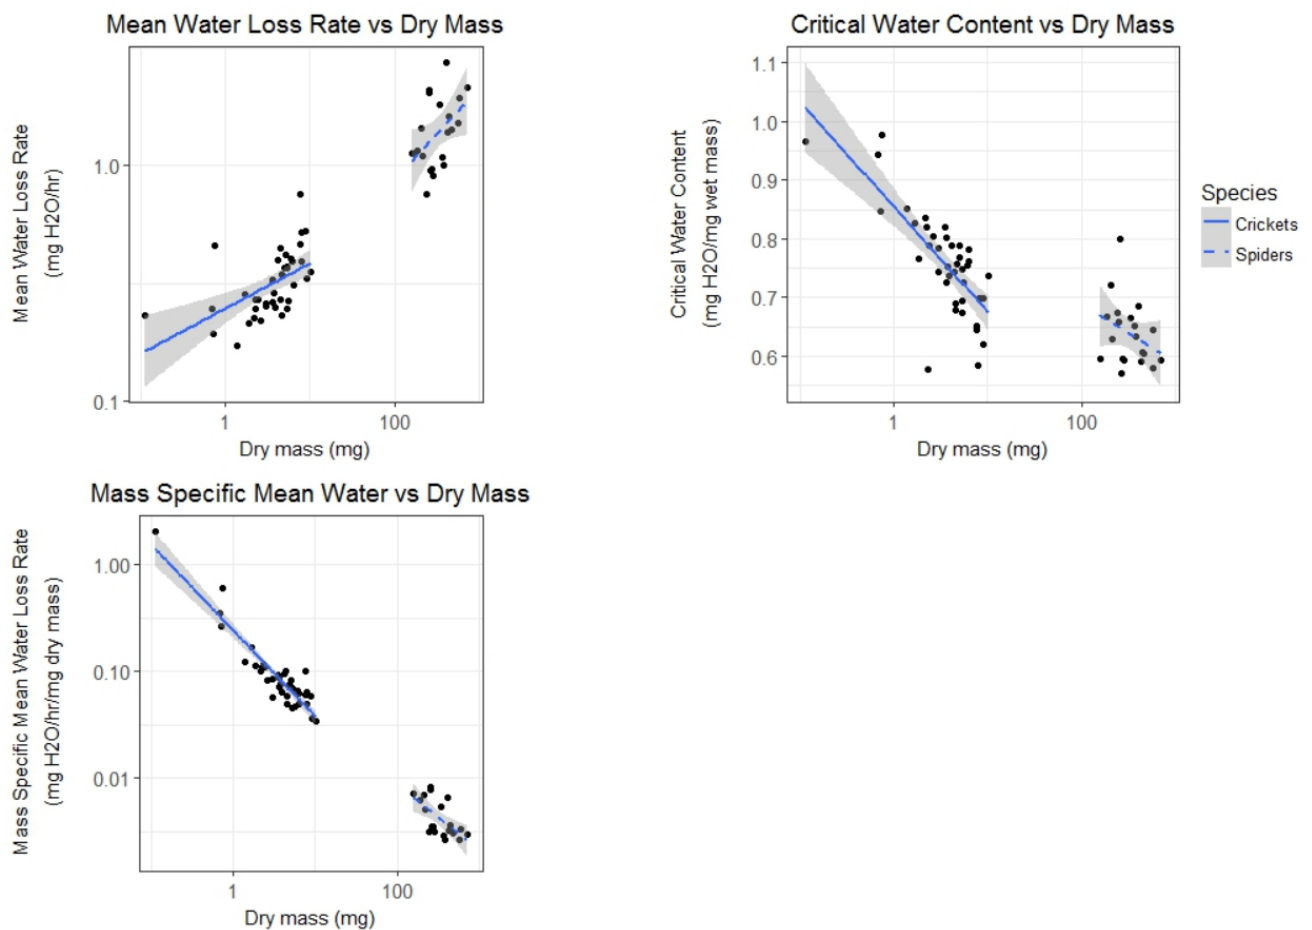 Mean Water Loss Rate vs Dry Mass
Mean Water Loss Rate
(mg H2O/hr)
1.0
0.1
1
100
Dry mass (mg)
Critical Water Content vs Dry Mass
Critical Water Content
(mg H2O/mg wet mass)
1.1
1.0
0.9
0.8
0.7
0.6
1
100
Dry mass (mg)
Species
Crickets
Spiders
Mass Specific Mean Water vs Dry Mass
Mass Specific Mean Water Loss Rate
(mg H2O/hr/mg dry mass)
1.00
0.10
0.01
1
100
Dry mass (mg)